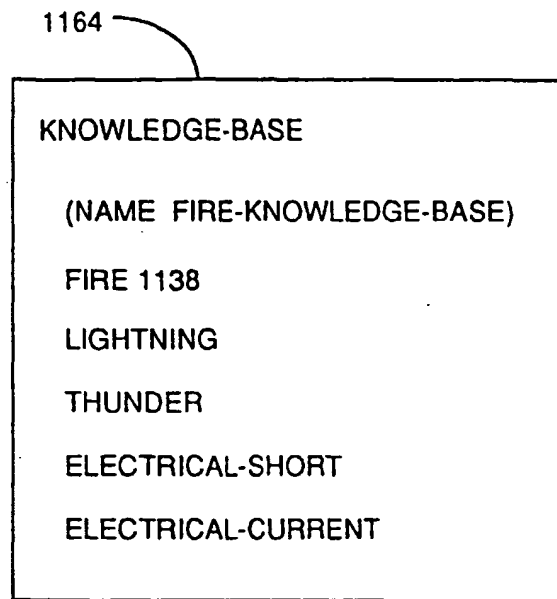 1164
KNOWLEDGE-BASE
(NAME FIRE-KNOWLEDGE-BASE)
FIRE 1138
LIGHTNING
THUNDER
ELECTRICAL-SHORT
ELECTRICAL-CURRENT